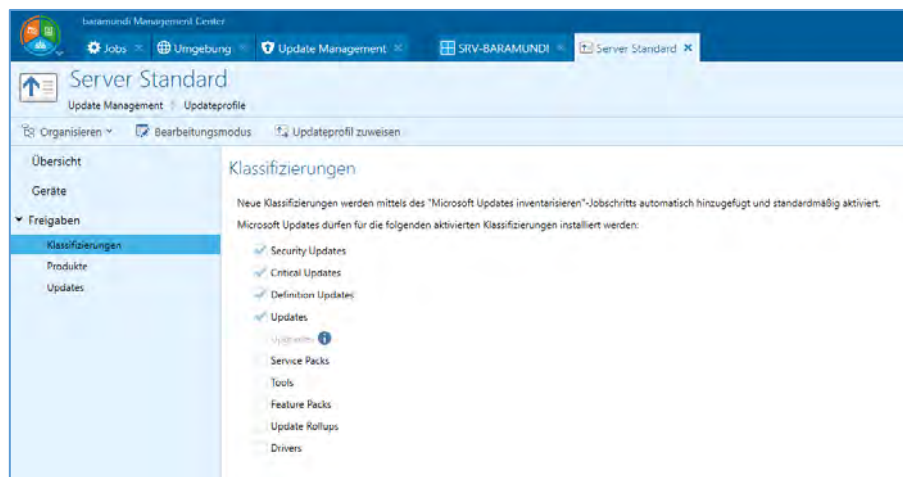 baramundi Management Center
Jobs
Umgebung
Update Management
SRV-BARAMUNDI
Server Standard
Server Standard
Update Management
Updateprofile
Organisieren
Bearbeitungsmodus
Updateprofil zuweisen
Übersicht
Geräte
Freigaben
Klassifizierungen
Produkte
Updates
Klassifizierungen
Neue Klassifizierungen werden mittels des "Microsoft Updates inventarisieren"-Jobschritts automatisch hinzugefügt und standardmäßig aktiviert.
Microsoft Updates dürfen für die folgenden aktivierten Klassifizierungen installiert werden:
Security Updates
Critical Updates
Definition Updates
Updates
Upgrades
Service Packs
Tools
Feature Packs
Update Rollups
Drivers